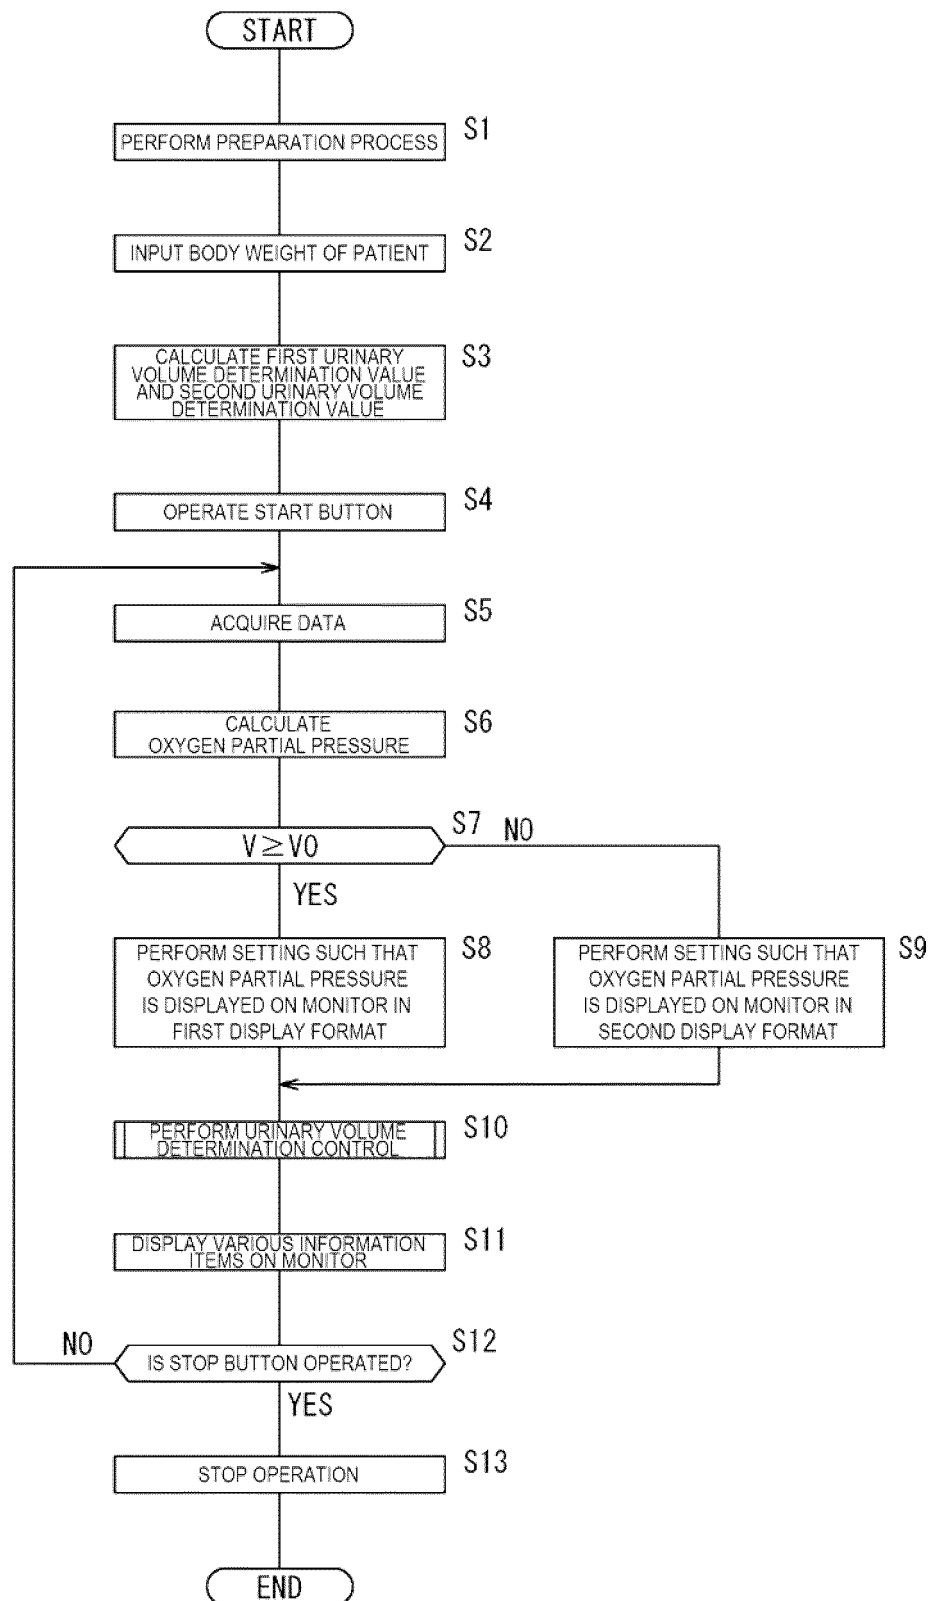 START
PERFORM PREPARATION PROCESS
S1
INPUT BODY WEIGHT OF PATIENT
S2
CALCULATE FIRST URINARY
VOLUME DETERMINATION VALUE
AND SECOND URINARY VOLUME
DETERMINATION VALUE
S3
OPERATE START BUTTON
S4
ACQUIRE DATA
S5
CALCULATE
OXYGEN PARTIAL PRESSURE
S6
V≧V0
S7
NO
YES
PERFORM SETTING SUCH THAT
OXYGEN PARTIAL PRESSURE
IS DISPLAYED ON MONITOR IN
FIRST DISPLAY FORMAT
S8
PERFORM SETTING SUCH THAT
OXYGEN PARTIAL PRESSURE
IS DISPLAYED ON MONITOR IN
SECOND DISPLAY FORMAT
S9
PERFORM URINARY VOLUME
DETERMINATION CONTROL
S10
DISPLAY VARIOUS INFORMATION
ITEMS ON MONITOR
S11
NO
IS STOP BUTTON OPERATED?
S12
YES
STOP OPERATION
S13
END